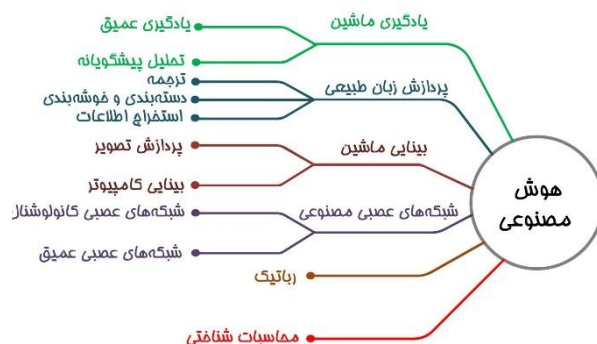 هوش
مصنوعی
یادگیری ماشین
یادگیری عمیق
تحلیل پیشگویانه
پردازش زبان طبیعی
ترجمه
دسته‌بندی و خوشه‌بندی
استخراج اطلاعات
بینایی ماشین
پردازش تصویر
بینایی کامپیوتر
شبکه‌های عصبی مصنوعی
شبکه‌های عصبی کانولوشنال
شبکه‌های عصبی عمیق
رباتیک
محاسبات شناختی